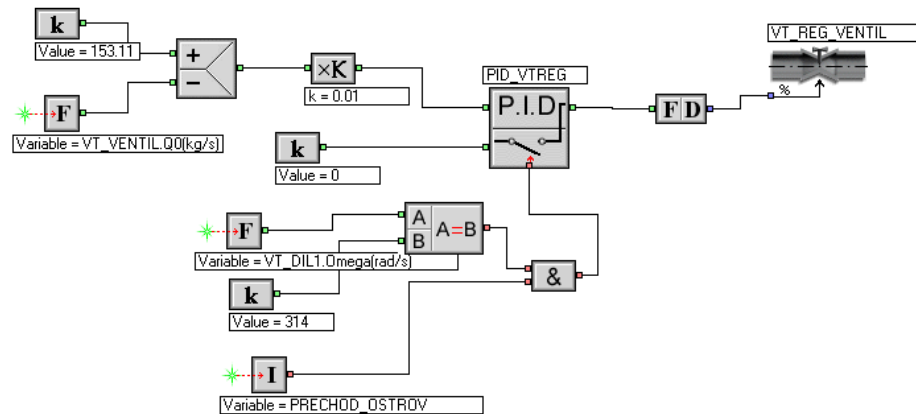 k
Value = 153.11
+
−
F
Variable = VT_VENTIL.Q0(kg/s)
×K
k = 0.01
k
Value = 0
PID_VTREG
P.I.D
F D
VT_REG_VENTIL
T
%
F
Variable = VT_DIL1.Omega(rad/s)
A
B
A=B
k
Value = 314
&
I
Variable = PRECHOD_OSTROV